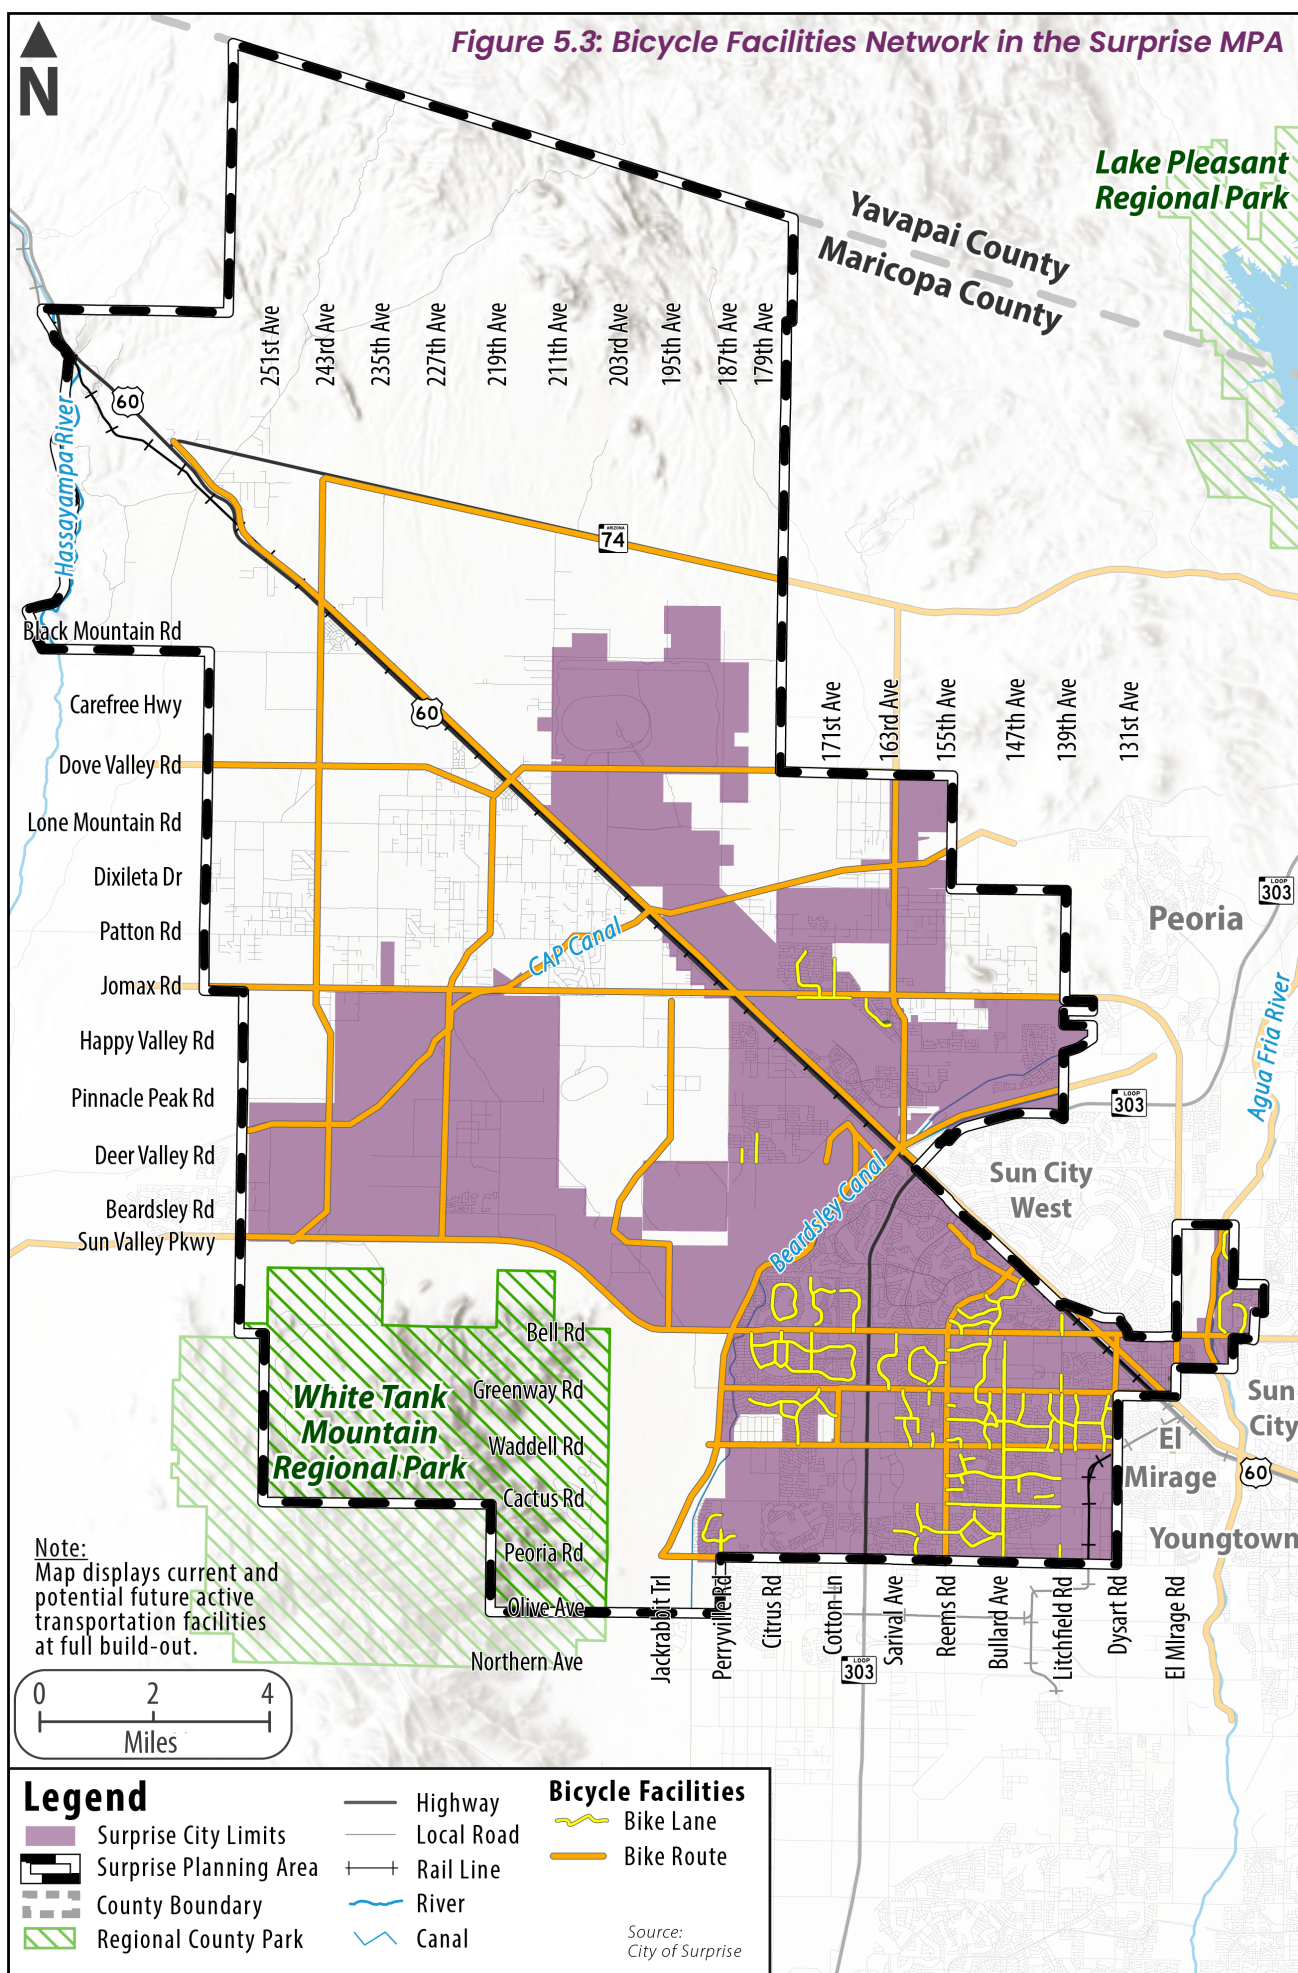 Figure 5.3: Bicycle Facilities Network in the Surprise MPA
N
Lake Pleasant
Regional Park
Yavapai County
Maricopa County
251st Ave
243rd Ave
235th Ave
227th Ave
219th Ave
211th Ave
203rd Ave
195th Ave
187th Ave
179th Ave
60
Hassayampa River
ARIZONA
74
Black Mountain Rd
Carefree Hwy
60
171st Ave
163rd Ave
155th Ave
147th Ave
139th Ave
131st Ave
Dove Valley Rd
Lone Mountain Rd
Dixileta Dr
LOOP
303
Patton Rd
CAP Canal
Peoria
Jomax Rd
Agua Fria River
Happy Valley Rd
Pinnacle Peak Rd
LOOP
303
Deer Valley Rd
Sun City
West
Beardsley Canal
Beardsley Rd
Sun Valley Pkwy
Bell Rd
White Tank
Mountain
Regional Park
Greenway Rd
Sun
City
Waddell Rd
El
Mirage
60
Cactus Rd
Youngtown
Peoria Rd
Olive Ave
Northern Ave
Note:
Map displays current and
potential future active
transportation facilities
at full build-out.
Jackrabbit Trl
Perryville Rd
Citrus Rd
Cotton Ln
Sarival Ave
Reems Rd
Bullard Ave
Litchfield Rd
Dysart Rd
El MIrage Rd
LOOP
303
0 2 4
Miles
Legend
Surprise City Limits
Surprise Planning Area
County Boundary
Regional County Park
Highway
Local Road
Rail Line
River
Canal
Bicycle Facilities
Bike Lane
Bike Route
Source:
City of Surprise